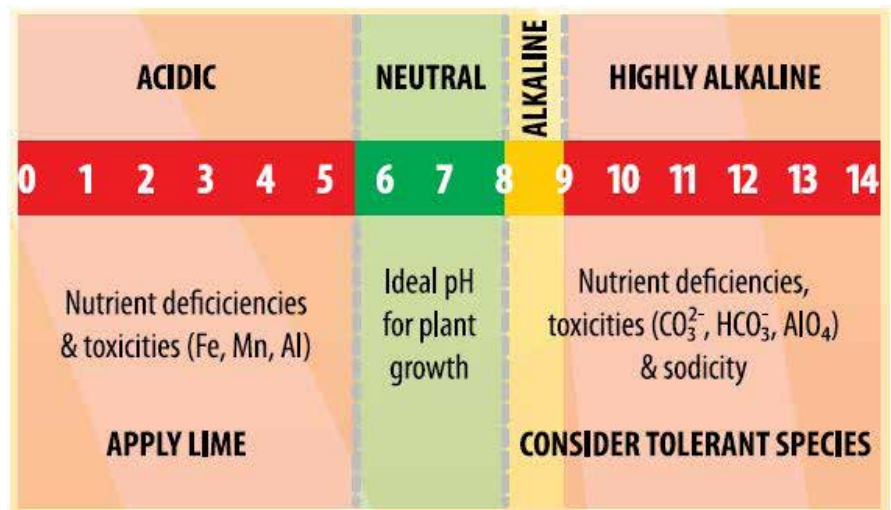 ACIDIC
NEUTRAL
ALKALINE
HIGHLY ALKALINE
0 1 2 3 4 5 6 7 8 9 10 11 12 13 14
Nutrient deficiciencies
& toxicities (Fe, Mn, Al)
Ideal pH
for plant
growth
Nutrient deficiencies,
toxicities (CO₃²⁻, HCO₃⁻, AlO₄)
& sodicity
APPLY LIME
CONSIDER TOLERANT SPECIES